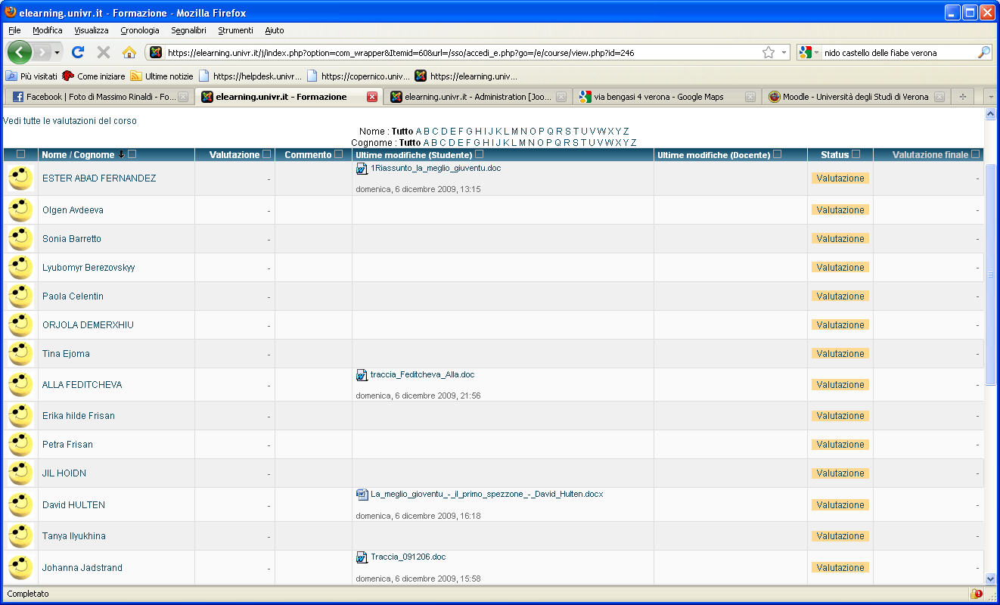 elearning.univr.it - Formazione - Mozilla Firefox
File Modifica Visualizza Cronologia Segnalibri Strumenti Aiuto
https://elearning.univr.it/j/index.php?option=com_wrapper&Itemid=60&url=/sso/accedi_e.php?go=/e/course/view.php?id=246 nido castello delle fiabe verona
Più visitati Come iniziare Ultime notizie https://helpdesk.univr... https://copernico.univ... https://elearning.univ...
Facebook | Foto di Massimo Rinaldi - Fo... elearning.univr.it - Formazione elearning.univr.it - Administration [Joo... via bengasi 4 verona - Google Maps Moodle - Università degli Studi di Verona
Vedi tutte le valutazioni del corso
Nome : Tutto A B C D E F G H I J K L M N O P Q R S T U V W X Y Z
Cognome : Tutto A B C D E F G H I J K L M N O P Q R S T U V W X Y Z
Nome / Cognome Valutazione Commento Ultime modifiche (Studente) Ultime modifiche (Docente) Status Valutazione finale
1Riassunto_la_meglio_giuventu.doc
ESTER ABAD FERNANDEZ - Valutazione -
domenica, 6 dicembre 2009, 13:15
Olgen Avdeeva - Valutazione -
Sonia Barretto - Valutazione -
Lyubomyr Berezovskyy - Valutazione -
Paola Celentin - Valutazione -
ORJOLA DEMERXHIU - Valutazione -
Tina Ejoma - Valutazione -
traccia_Feditcheva_Alla.doc
ALLA FEDITCHEVA - Valutazione -
domenica, 6 dicembre 2009, 21:56
Erika hilde Frisan - Valutazione -
Petra Frisan - Valutazione -
JIL HOIDN - Valutazione -
La_meglio_gioventu_-_il_primo_spezzone_-_David_Hulten.docx
David HULTEN - Valutazione -
domenica, 6 dicembre 2009, 16:18
Tanya Ilyukhina - Valutazione -
Traccia_091206.doc
Johanna Jadstrand - Valutazione -
domenica, 6 dicembre 2009, 15:58
Completato